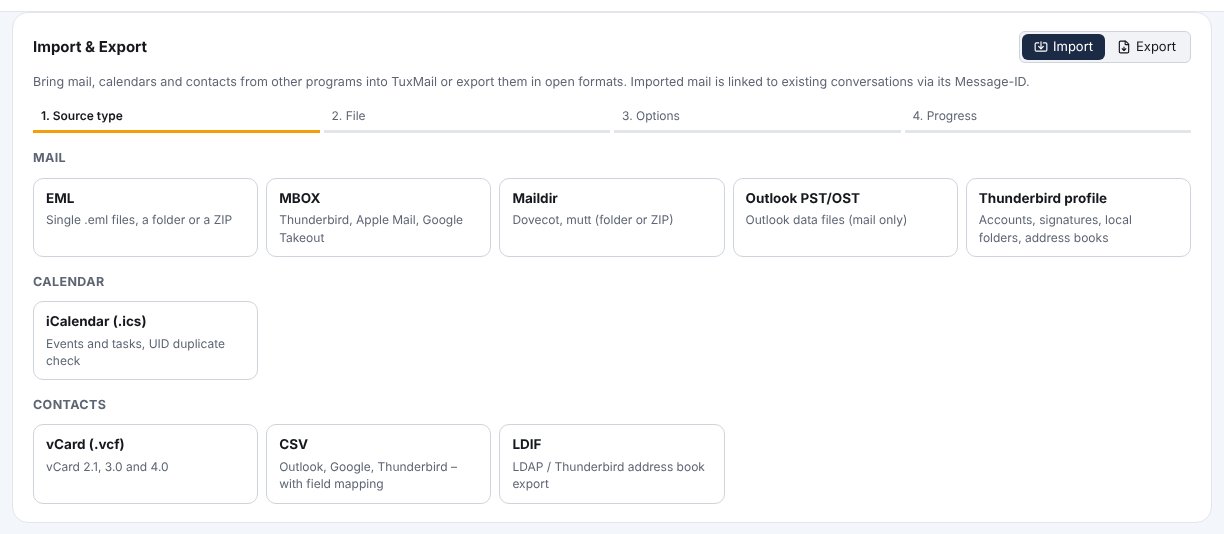 Import & Export
Import
Export
Bring mail, calendars and contacts from other programs into TuxMail or export them in open formats. Imported mail is linked to existing conversations via its Message-ID.
1. Source type
2. File
3. Options
4. Progress
MAIL
EML
Single .eml files, a folder or a ZIP
MBOX
Thunderbird, Apple Mail, Google
Takeout
Maildir
Dovecot, mutt (folder or ZIP)
Outlook PST/OST
Outlook data files (mail only)
Thunderbird profile
Accounts, signatures, local
folders, address books
CALENDAR
iCalendar (.ics)
Events and tasks, UID duplicate
check
CONTACTS
vCard (.vcf)
vCard 2.1, 3.0 and 4.0
CSV
Outlook, Google, Thunderbird –
with field mapping
LDIF
LDAP / Thunderbird address book
export